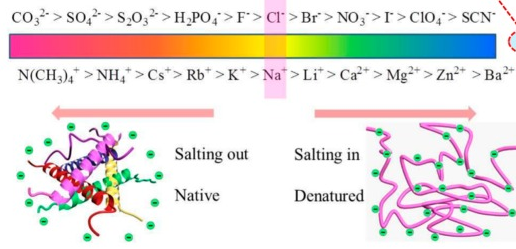 CO₃²⁻ > SO₄²⁻ > S₂O₃²⁻ > H₂PO₄⁻ > F⁻ > Cl⁻ > Br⁻ > NO₃⁻ > I⁻ > ClO₄⁻ > SCN⁻
N(CH₃)₄⁺ > NH₄⁺ > Cs⁺ > Rb⁺ > K⁺ > Na⁺ > Li⁺ > Ca²⁺ > Mg²⁺ > Zn²⁺ > Ba²⁺
Salting out Salting in
Native Denatured